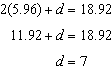 2(5.96) + d = 18.92
11.92 + d = 18.92
d = 7